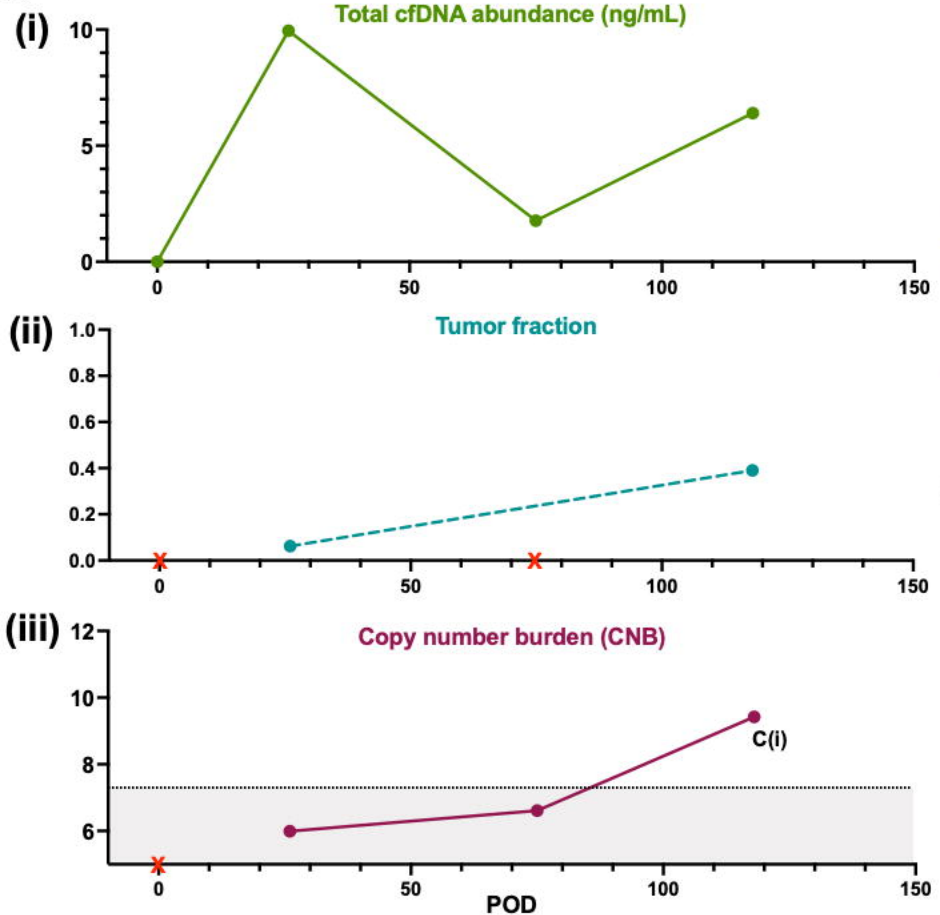 (i)
Total cfDNA abundance (ng/mL)
10
5
0
0 50 100 150
(ii)
Tumor fraction
1.0
0.8
0.6
0.4
0.2
0.0
X X
0 50 100 150
(iii)
Copy number burden (CNB)
12
10
8
6
C(i)
X
0 50 100 150
POD